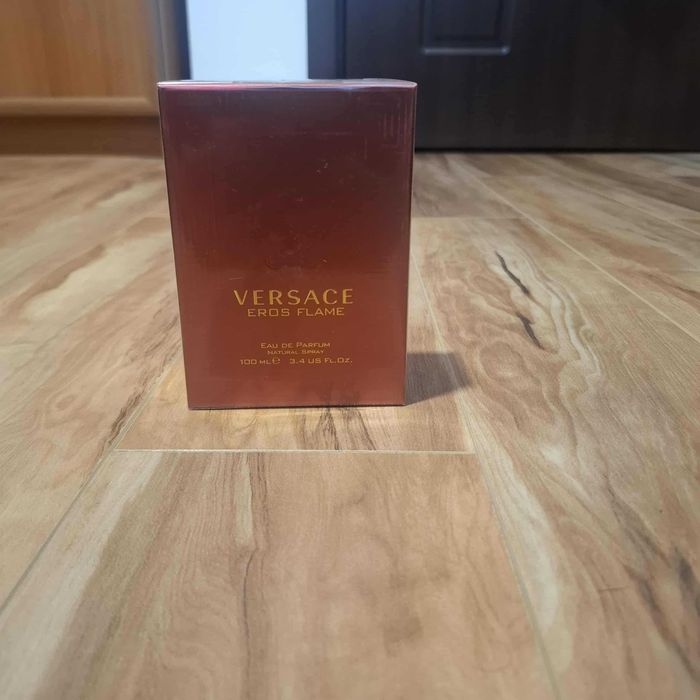 VERSACE
EROS FLAME
EAU DE PARFUM
NATURAL SPRAY
100 ML ℮ 3.4 US FL.OZ.